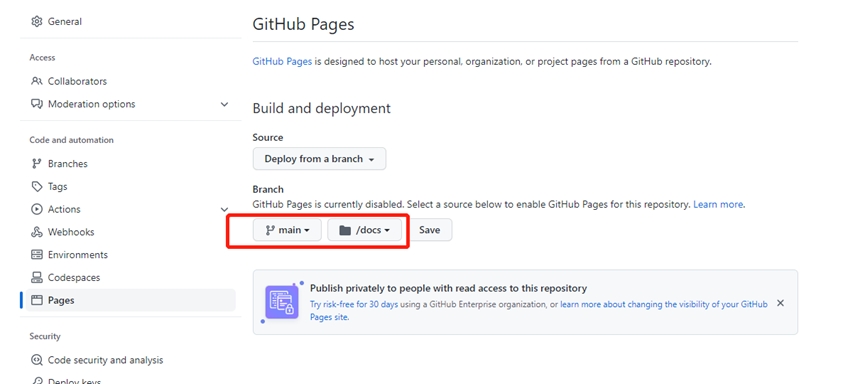 General
Access
Collaborators
Moderation options
Code and automation
Branches
Tags
Actions
Webhooks
Environments
Codespaces
Pages
Security
Code security and analysis
Deploy keys
GitHub Pages
GitHub Pages is designed to host your personal, organization, or project pages from a GitHub repository.
Build and deployment
Source
Deploy from a branch
Branch
GitHub Pages is currently disabled. Select a source below to enable GitHub Pages for this repository. Learn more.
main /docs Save
Publish privately to people with read access to this repository
Try risk-free for 30 days using a GitHub Enterprise organization, or learn more about changing the visibility of your GitHub
Pages site.